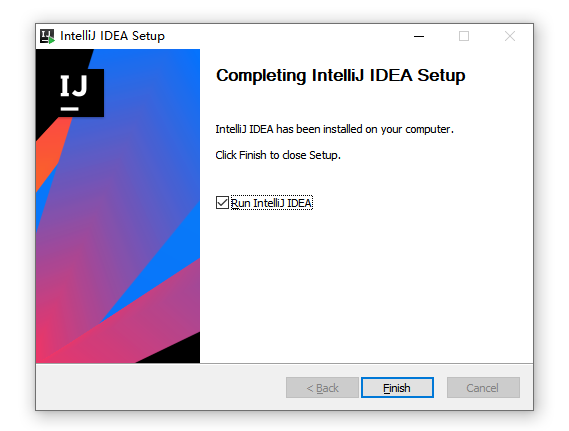 IntelliJ IDEA Setup
IJ
Completing IntelliJ IDEA Setup
IntelliJ IDEA has been installed on your computer.
Click Finish to close Setup.
Run IntelliJ IDEA
< Back
Finish
Cancel